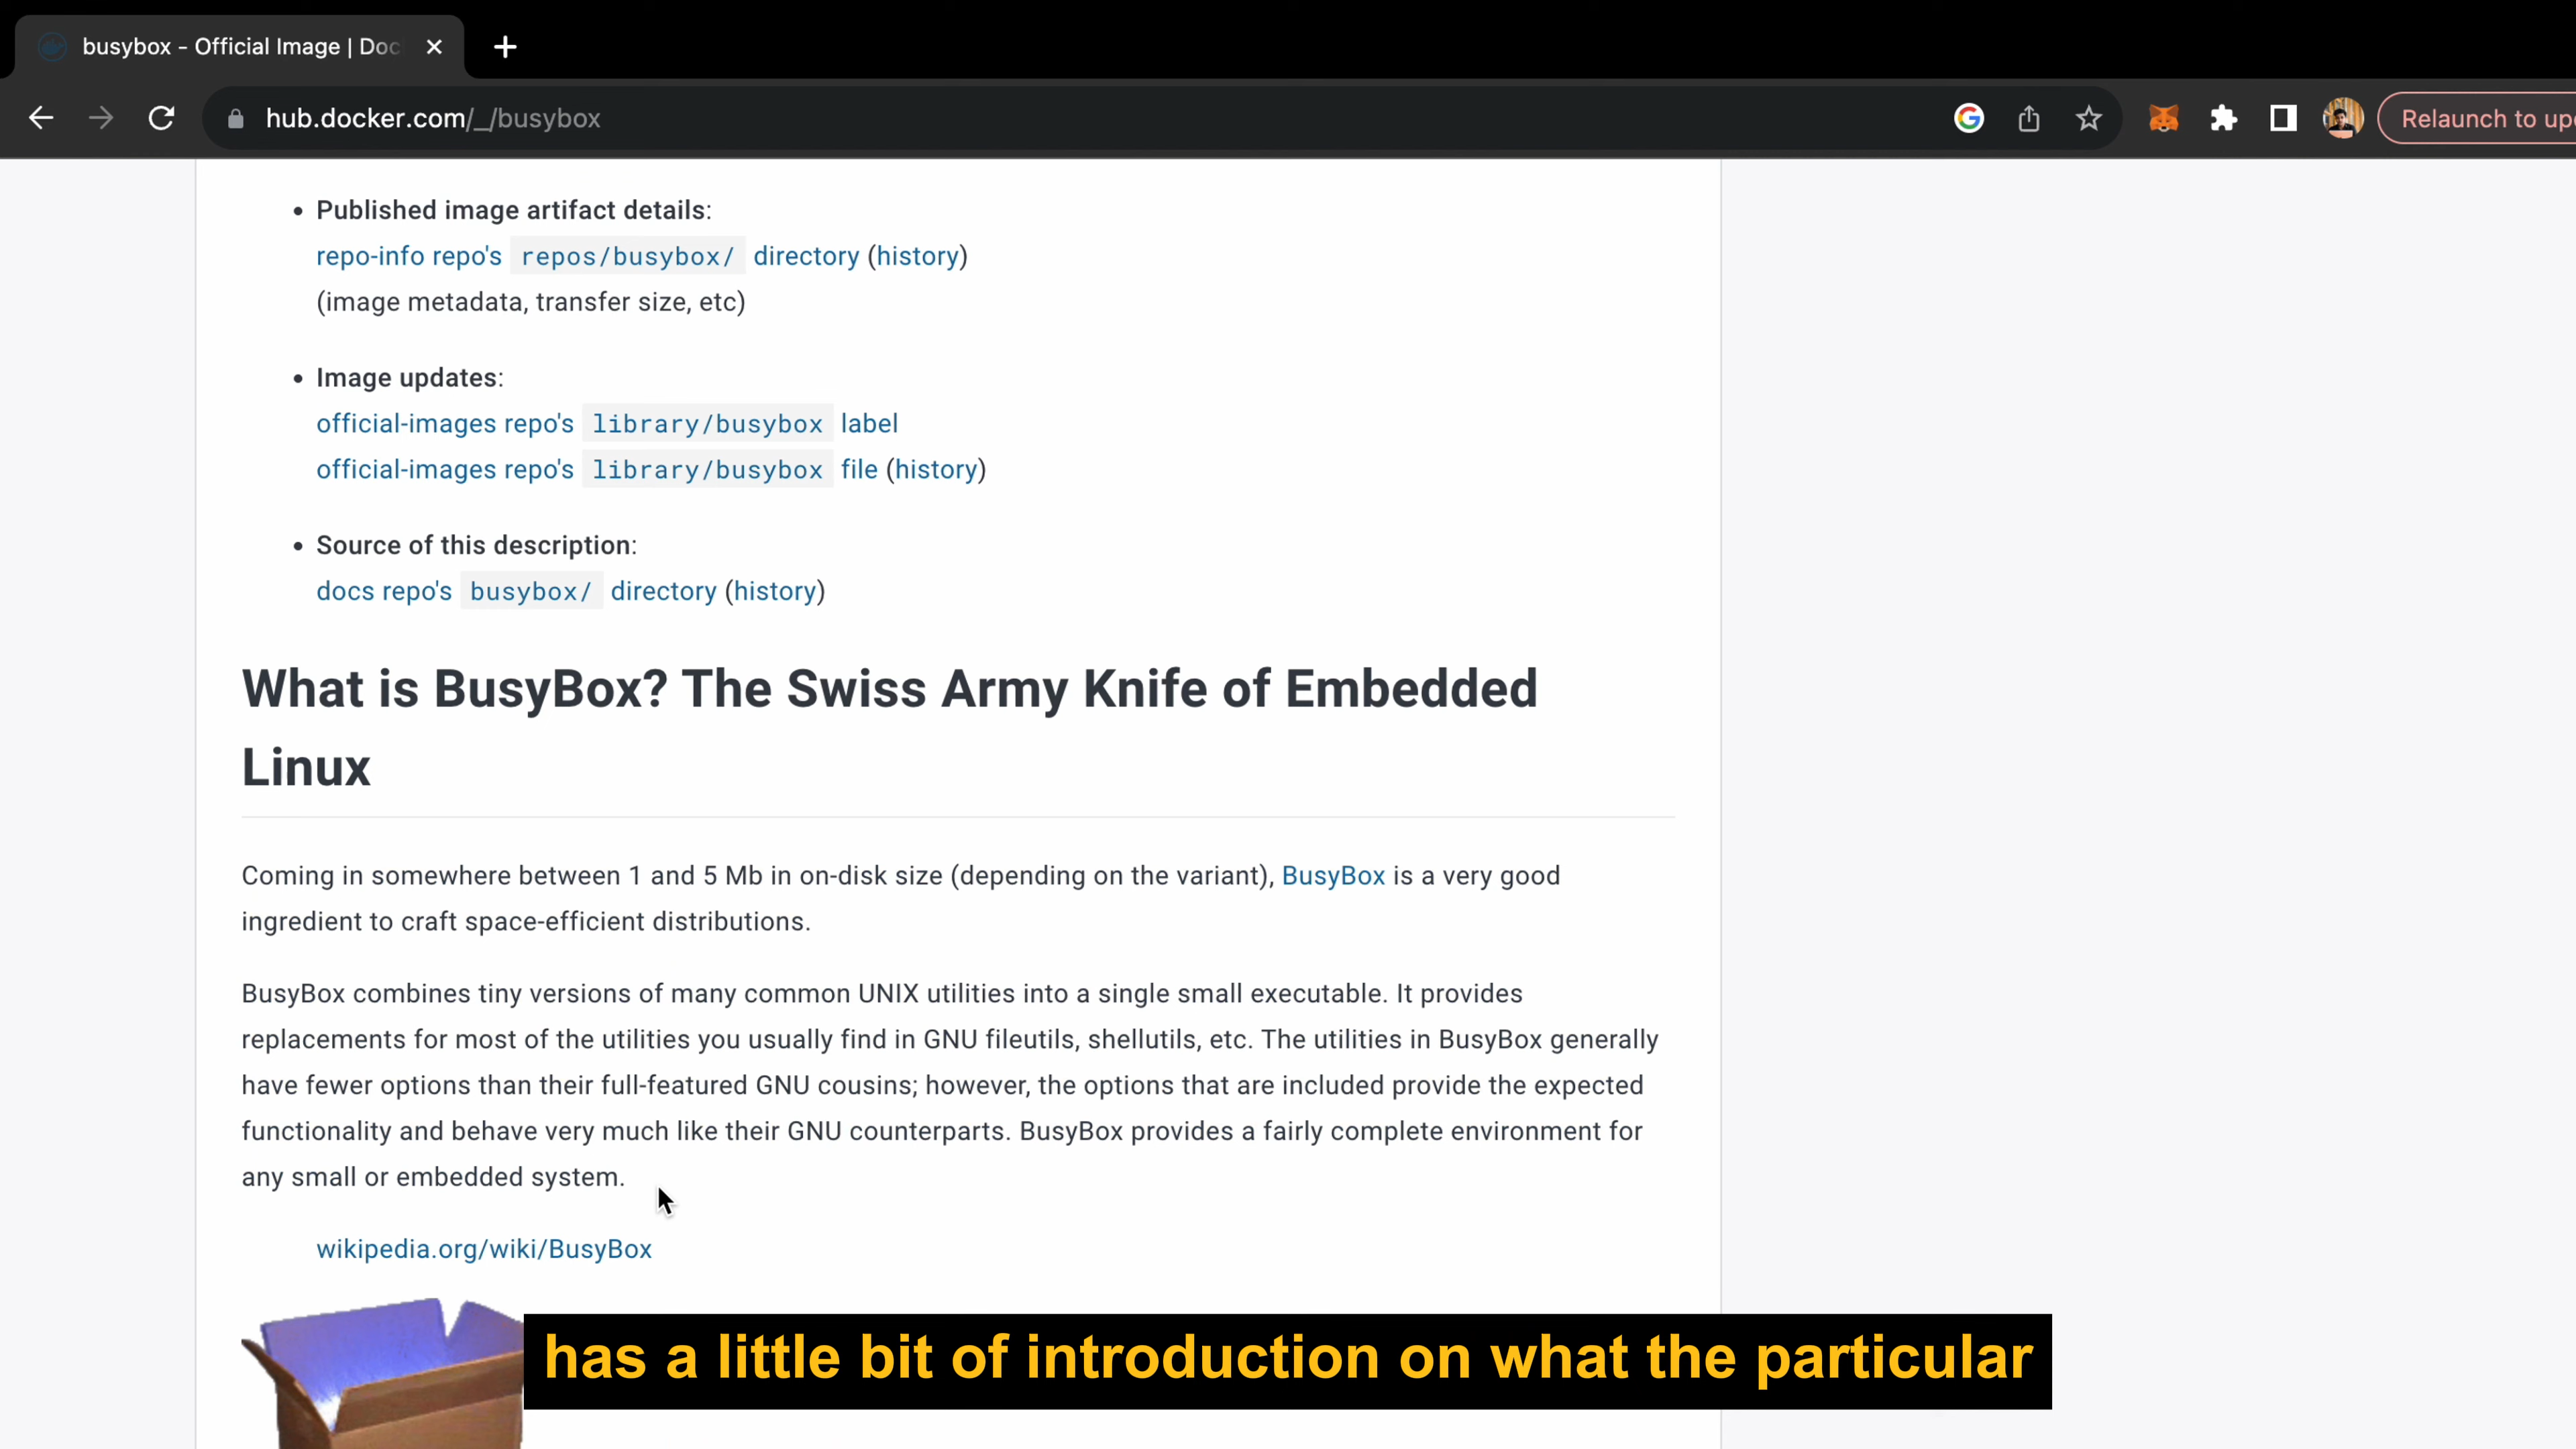 busybox - Official Image | Doc
hub.docker.com/_/busybox
Relaunch to up
Published image artifact details:
repo-info repo's repos/busybox/ directory (history)
(image metadata, transfer size, etc)
Image updates:
official-images repo's library/busybox label
official-images repo's library/busybox file (history)
Source of this description:
docs repo's busybox/ directory (history)
What is BusyBox? The Swiss Army Knife of Embedded
Linux
Coming in somewhere between 1 and 5 Mb in on-disk size (depending on the variant), BusyBox is a very good
ingredient to craft space-efficient distributions.
BusyBox combines tiny versions of many common UNIX utilities into a single small executable. It provides
replacements for most of the utilities you usually find in GNU fileutils, shellutils, etc. The utilities in BusyBox generally
have fewer options than their full-featured GNU cousins; however, the options that are included provide the expected
functionality and behave very much like their GNU counterparts. BusyBox provides a fairly complete environment for
any small or embedded system.
wikipedia.org/wiki/BusyBox
has a little bit of introduction on what the particular